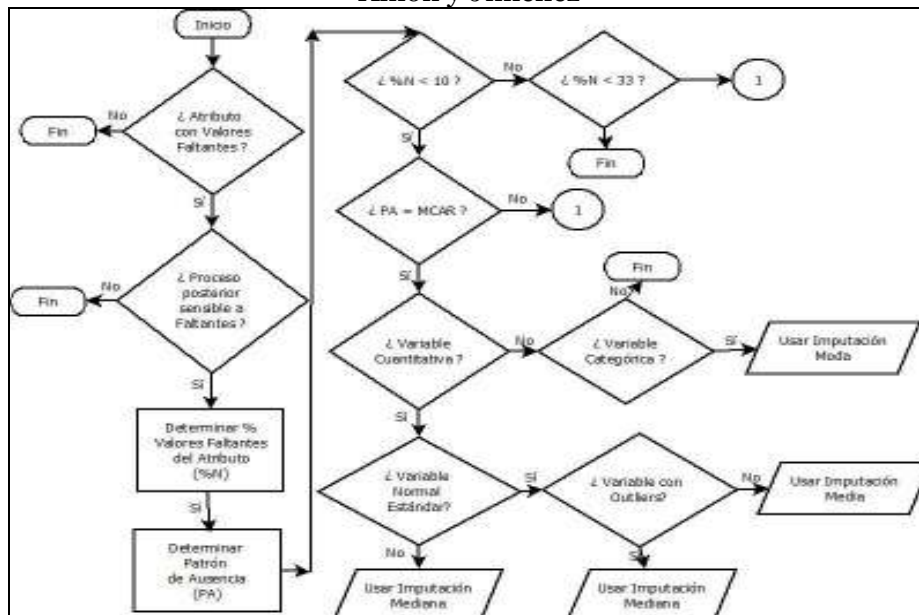 Inicio
¿ Atributo
con Valores
Faltantes ?
No
Fin
Sí
¿ Proceso
posterior
sensible a
Faltantes ?
No
Fin
Sí
Determinar %
Valores Faltantes
del Atributo
(%N)
Sí
Determinar
Patrón
de Ausencia
(PA)
¿ %N < 10 ?
No
¿ %N < 33 ?
1
Fin
Sí
¿ PA = MCAR ?
No
1
Sí
¿ Variable
Cuantitativa ?
No
¿ Variable
Categórica ?
No
Fin
Sí
Usar Imputación
Moda
Sí
¿ Variable
Normal
Estándar?
Sí
¿ Variable con
Outliers?
No
Usar Imputación
Media
No
Usar Imputación
Mediana
Sí
Usar Imputación
Mediana